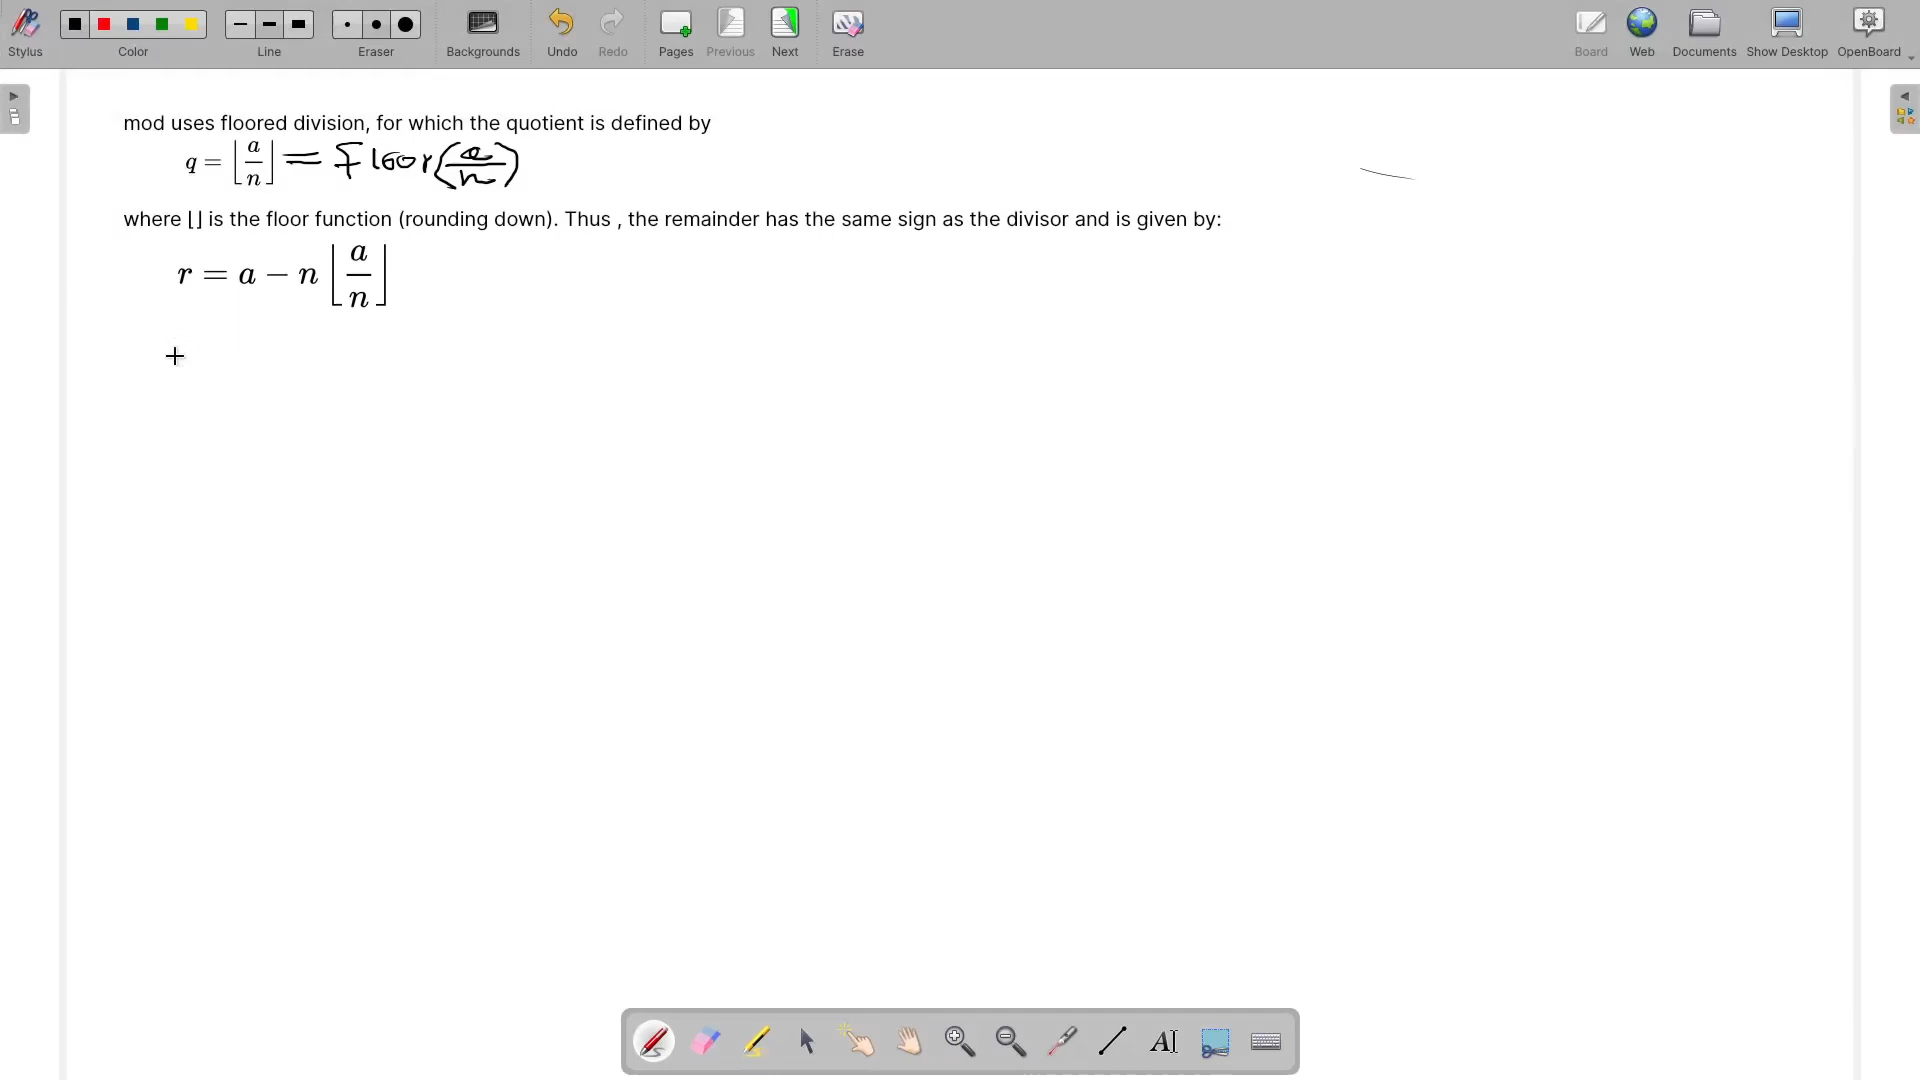 Stylus Color Line Eraser Backgrounds Undo Redo Pages Previous Next Erase Board Web Documents Show Desktop OpenBoard
mod uses floored division, for which the quotient is defined by
q = ⌊a/n⌋ = Floor(a/n)
where ⌊⌋ is the floor function (rounding down). Thus , the remainder has the same sign as the divisor and is given by:
r = a − n ⌊a/n⌋